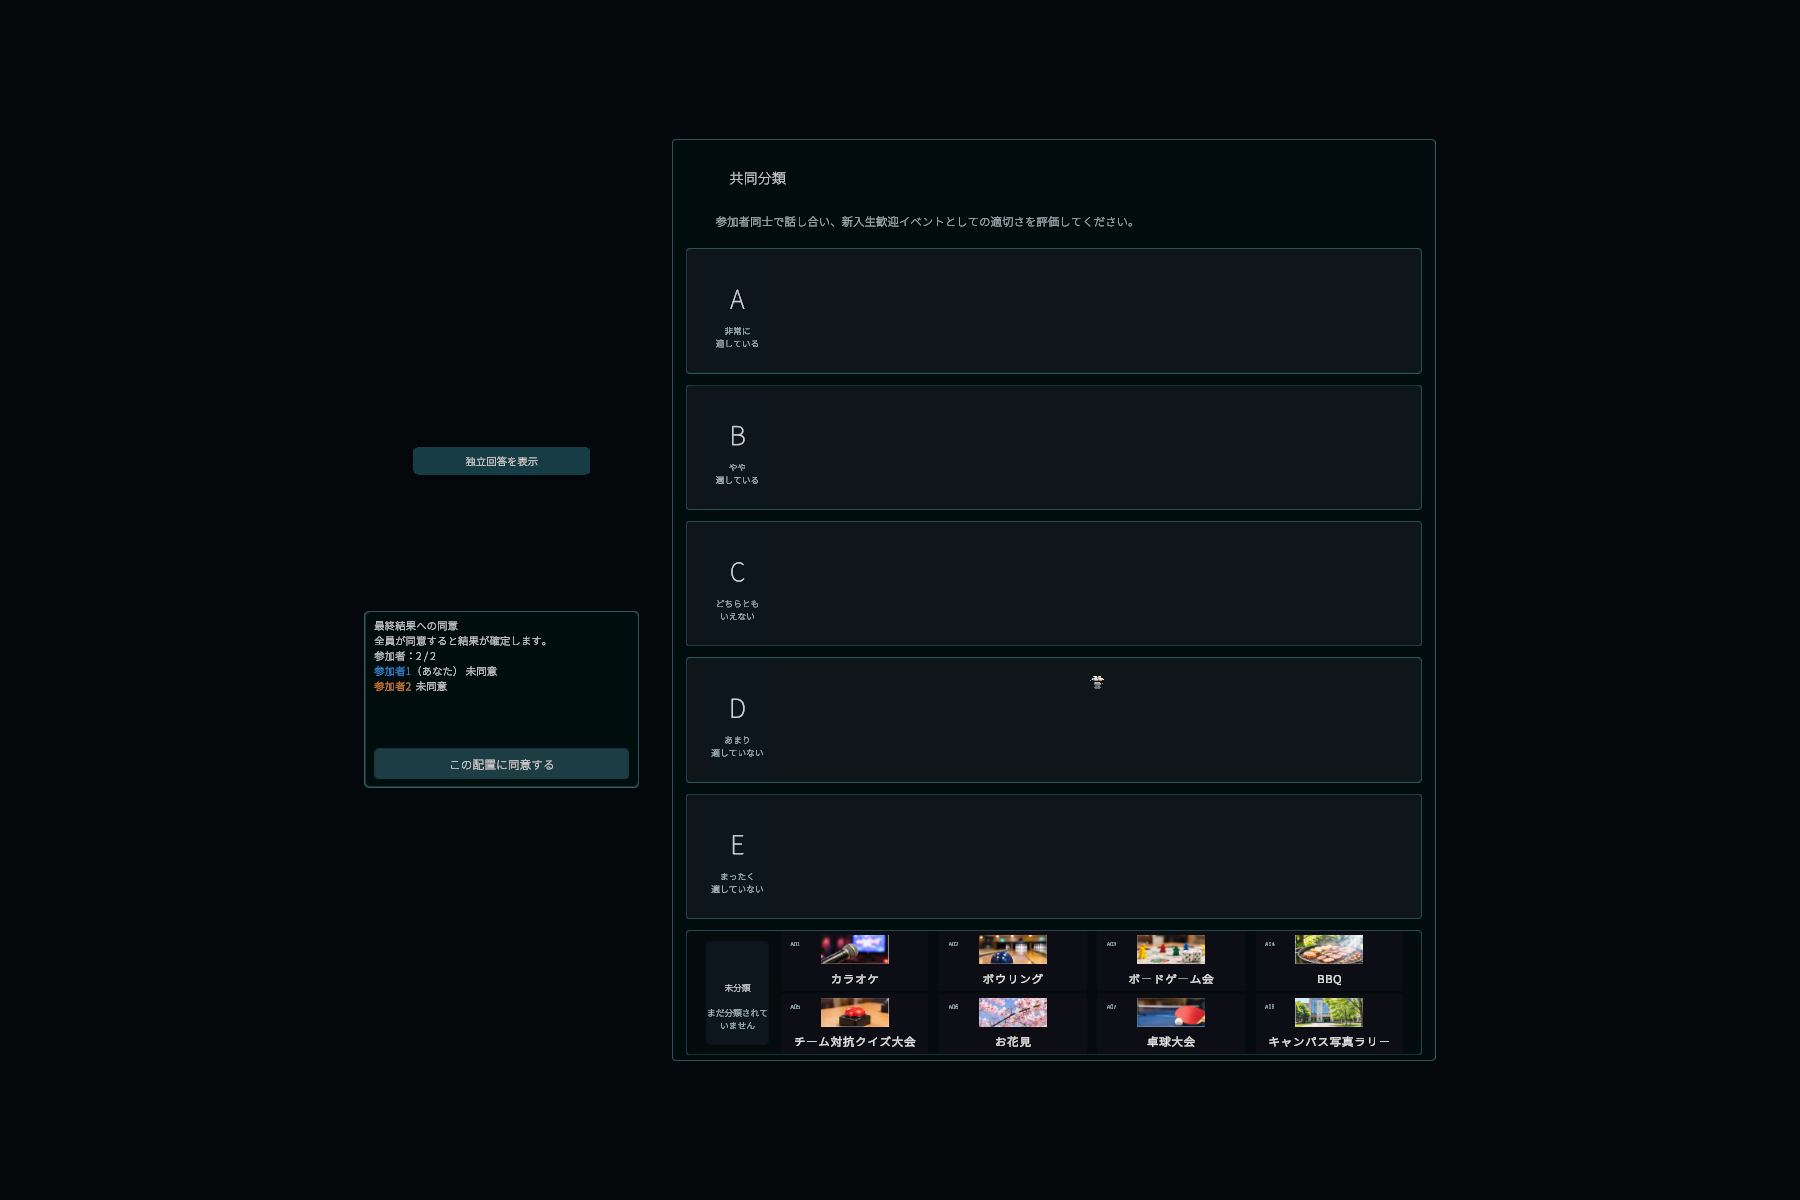 共同分類
参加者同士で話し合い、新入生歓迎イベントとしての適切さを評価してください。
A
非常に
適している
B
やや
適している
C
どちらとも
いえない
D
あまり
適していない
E
まったく
適していない
独立回答を表示
最終結果への同意
全員が同意すると結果が確定します。
参加者：2/2
参加者1（あなた） 未同意
参加者2 未同意
この配置に同意する
未分類
まだ分類されて
いません
A01
カラオケ
A02
ボウリング
A03
ボードゲーム会
A04
BBQ
A05
チーム対抗クイズ大会
A06
お花見
A07
卓球大会
A08
キャンパス写真ラリー